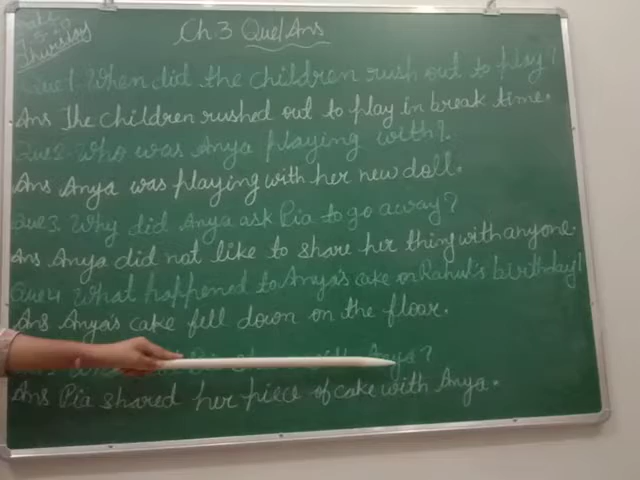 Thursday
Ch. 3 Que/Ans
Que1. When did the children rush out to play?
Ans The children rushed out to play in break time.
Que2. Who was Anya playing with?
Ans. Anya was playing with her new doll.
Que3. Why did Anya ask Pia to go away?
Ans Anya did not like to share her thing with anyone.
Que4 What happened to Anya's cake on Rahul's birthday?
Ans. Anya's cake fell down on the floor.
Anya?
Ans Pia shared her piece of cake with Anya.